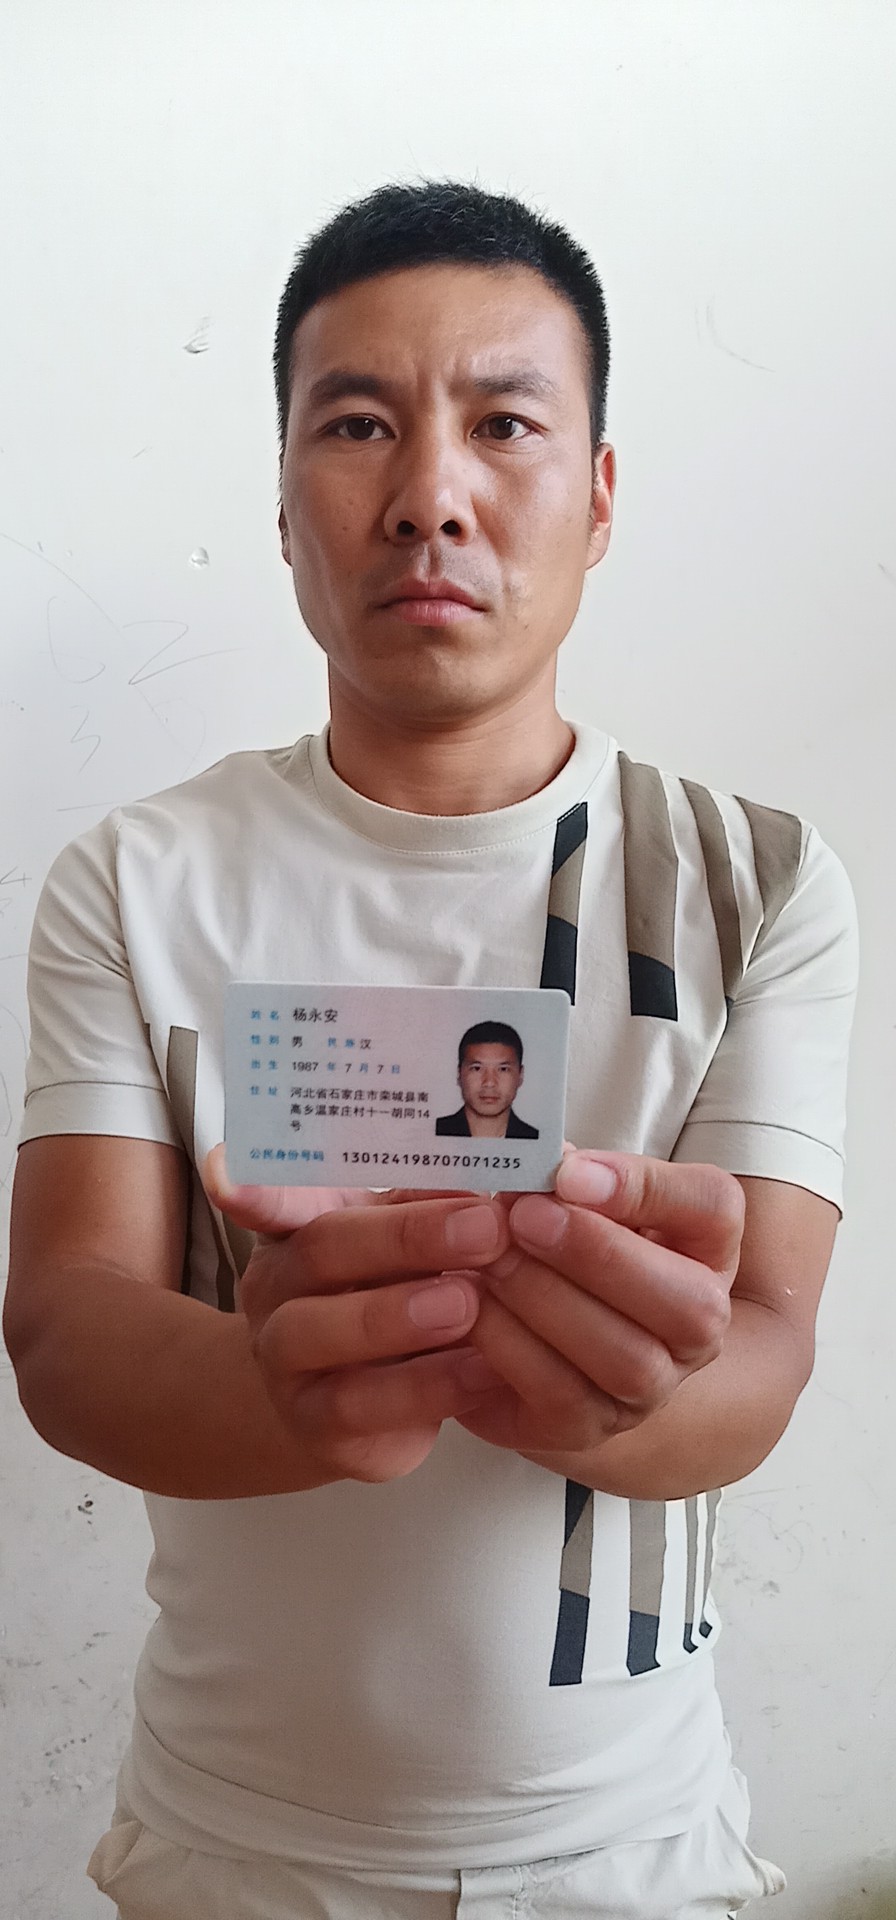 姓名 杨永安
性别 男 民族 汉
出生 1987 年 7 月 7 日
住址 河北省石家庄市栾城县南
高乡温家庄村十一胡同14
号
公民身份号码 130124198707071235